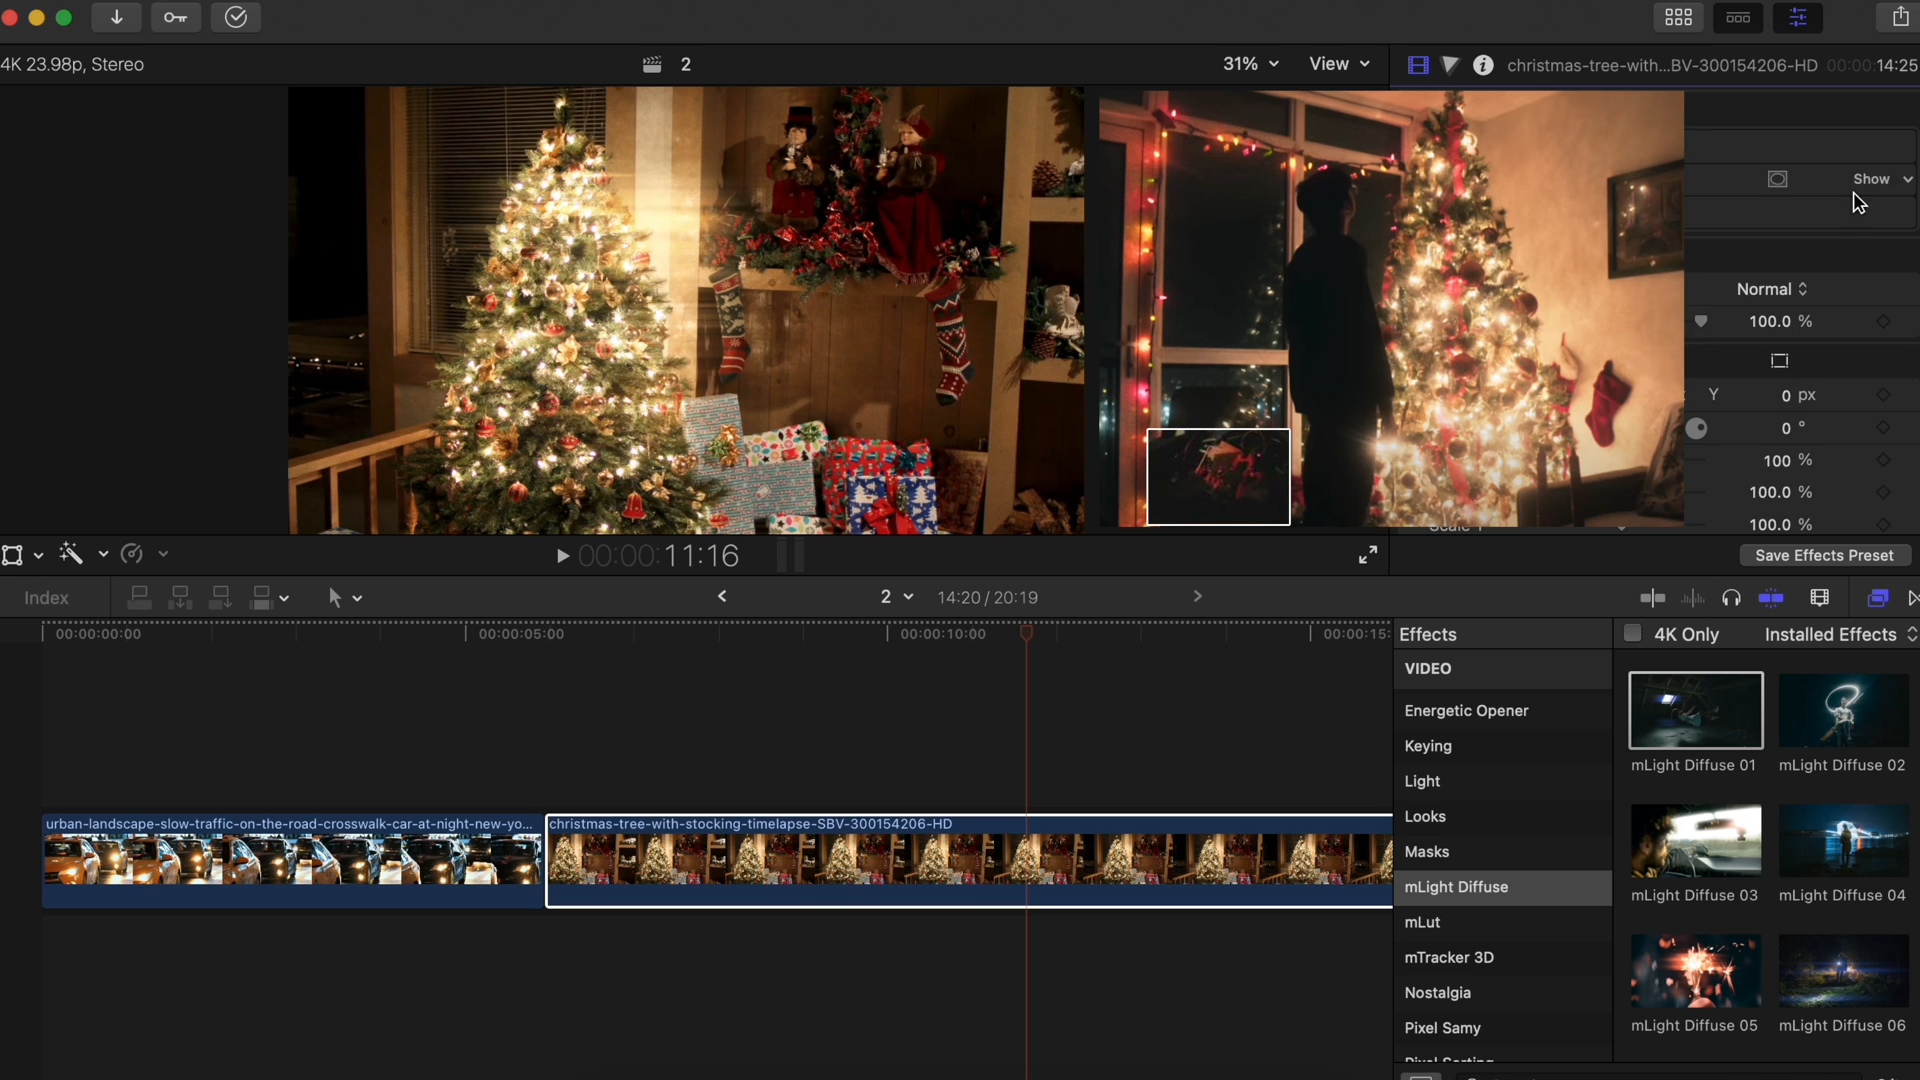 4K 23.98p, Stereo
2
31%
View
christmas-tree-with...BV-300154206-HD
00:00:14:25
Show
Normal
100.0 %
Y 0 px
0 °
100 %
100.0 %
100.0 %
Save Effects Preset
00:00:11:16
Index
2
14:20 / 20:19
00:00:00:00
00:00:05:00
00:00:10:00
00:00:15:
Effects
4K Only
Installed Effects
VIDEO
Energetic Opener
Keying
Light
Looks
Masks
mLight Diffuse
mLut
mTracker 3D
Nostalgia
Pixel Samy
mLight Diffuse 01
mLight Diffuse 02
mLight Diffuse 03
mLight Diffuse 04
mLight Diffuse 05
mLight Diffuse 06
urban-landscape-slow-traffic-on-the-road-crosswalk-car-at-night-new-yo...
christmas-tree-with-stocking-timelapse-SBV-300154206-HD